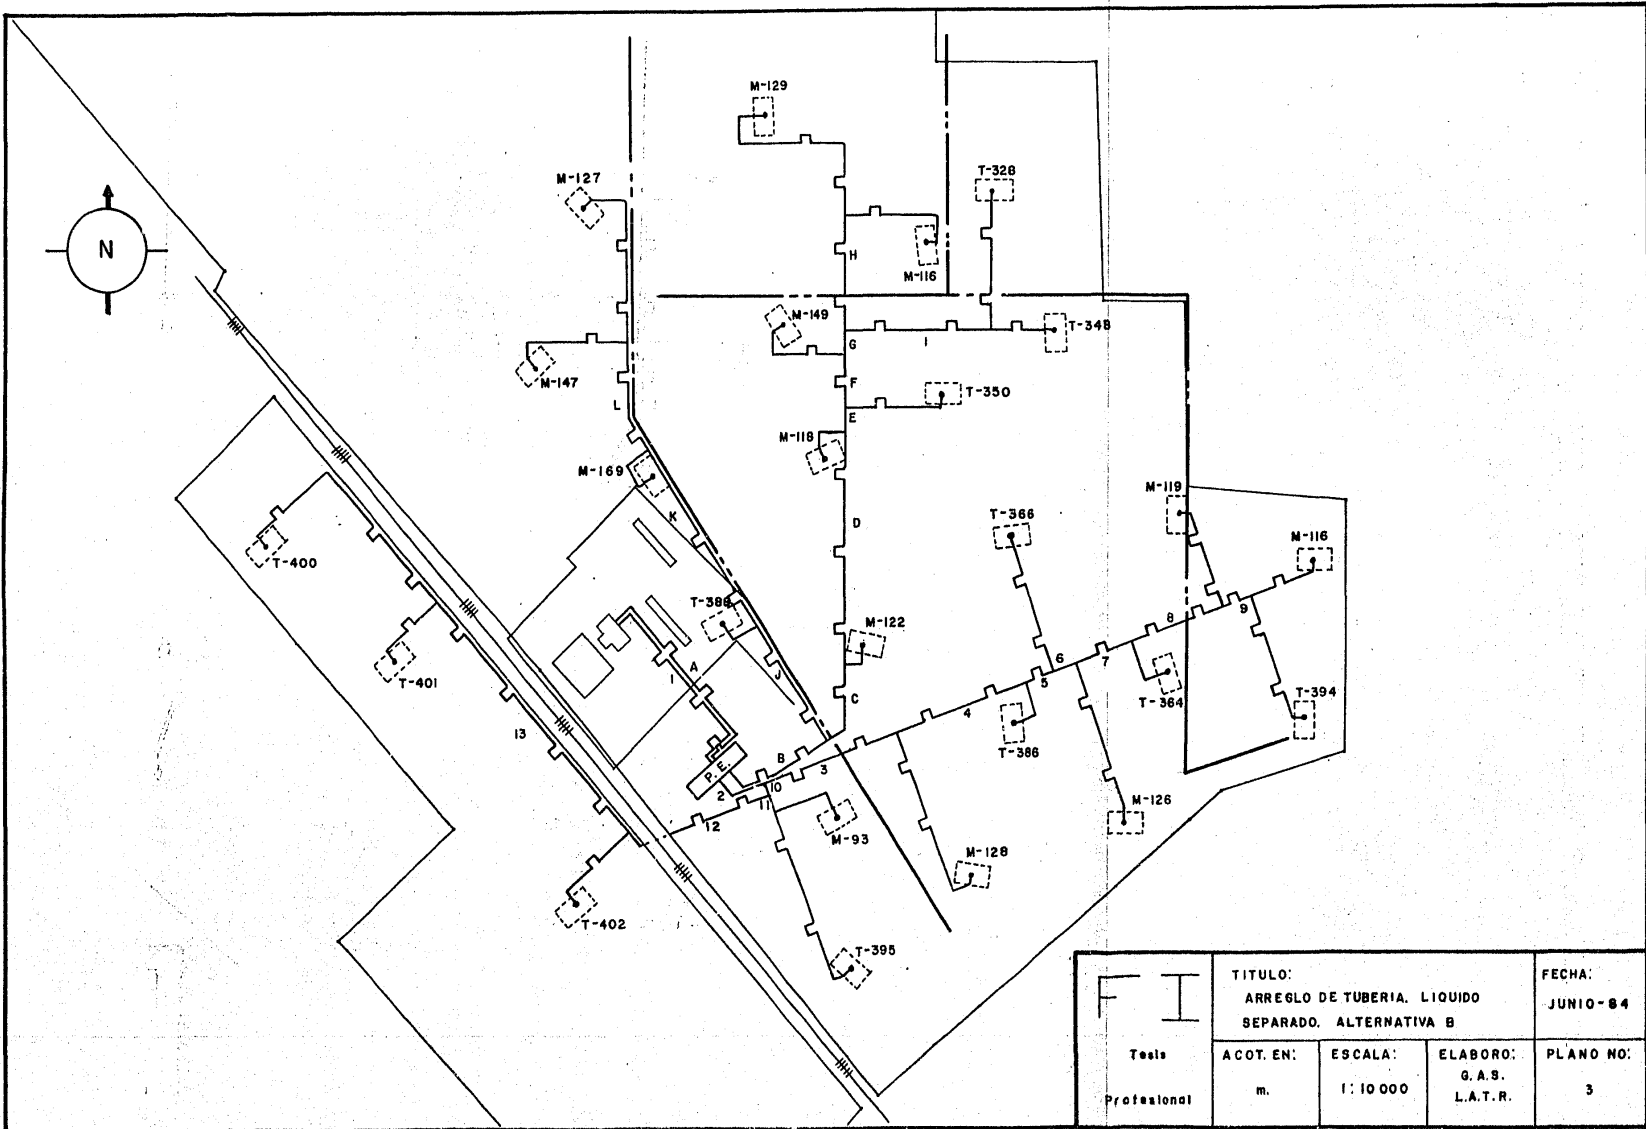 M-129
M-127
T-328
N
H
M-116
M-149
T-348
G
I
M-147
F
T-350
L
E
M-118
M-169
M-119
K
D
T-366
M-116
T-400
T-388
M-122
9
8
A
6
7
T-401
1
J
5
T-364
C
4
T-394
T-386
13
B
3
P. E.
10
2
11
M-126
12
M-93
M-128
T-402
T-395
F I
Tesis
Profesional
TITULO:
ARREGLO DE TUBERIA. LIQUIDO
SEPARADO. ALTERNATIVA B
FECHA:
JUNIO-84
ACOT. EN:
m.
ESCALA:
1:10 000
ELABORO:
G. A. S.
L.A.T.R.
PLANO NO:
3